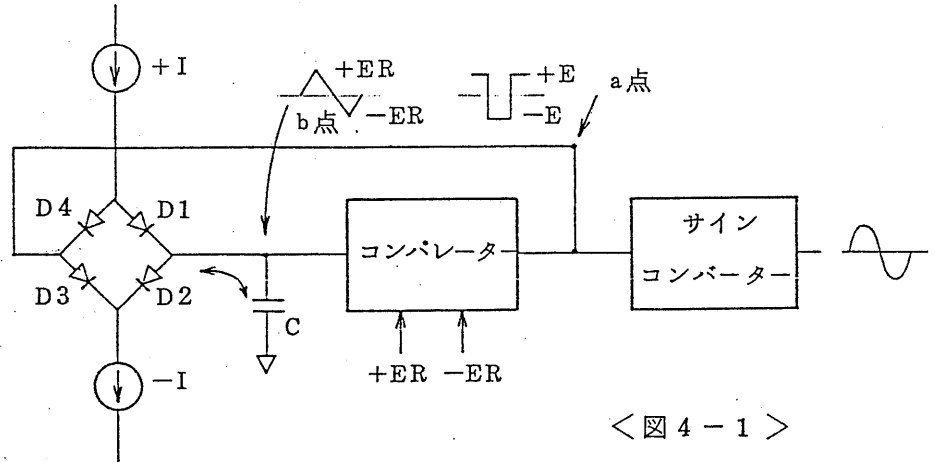 +I
+ER
b点
-ER
+E
-E
a点
D4
D1
D3
D2
C
コンパレーター
+ER -ER
サイン
コンバーター
-I
<図4-1>